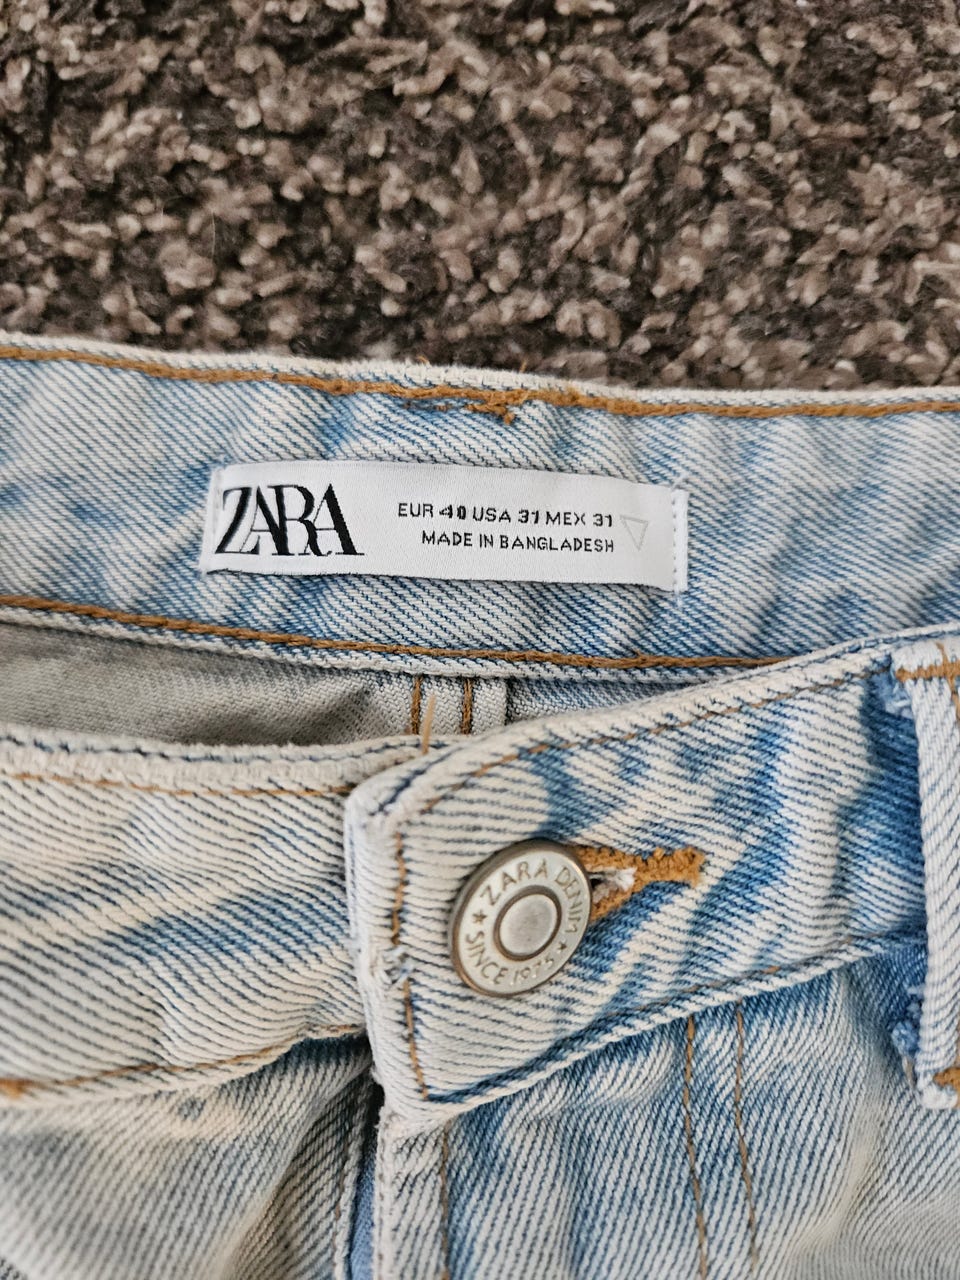 ZARA
EUR 40 USA 31 MEX 31
MADE IN BANGLADESH
ZARA DENIM
★ SINCE 1975 ★